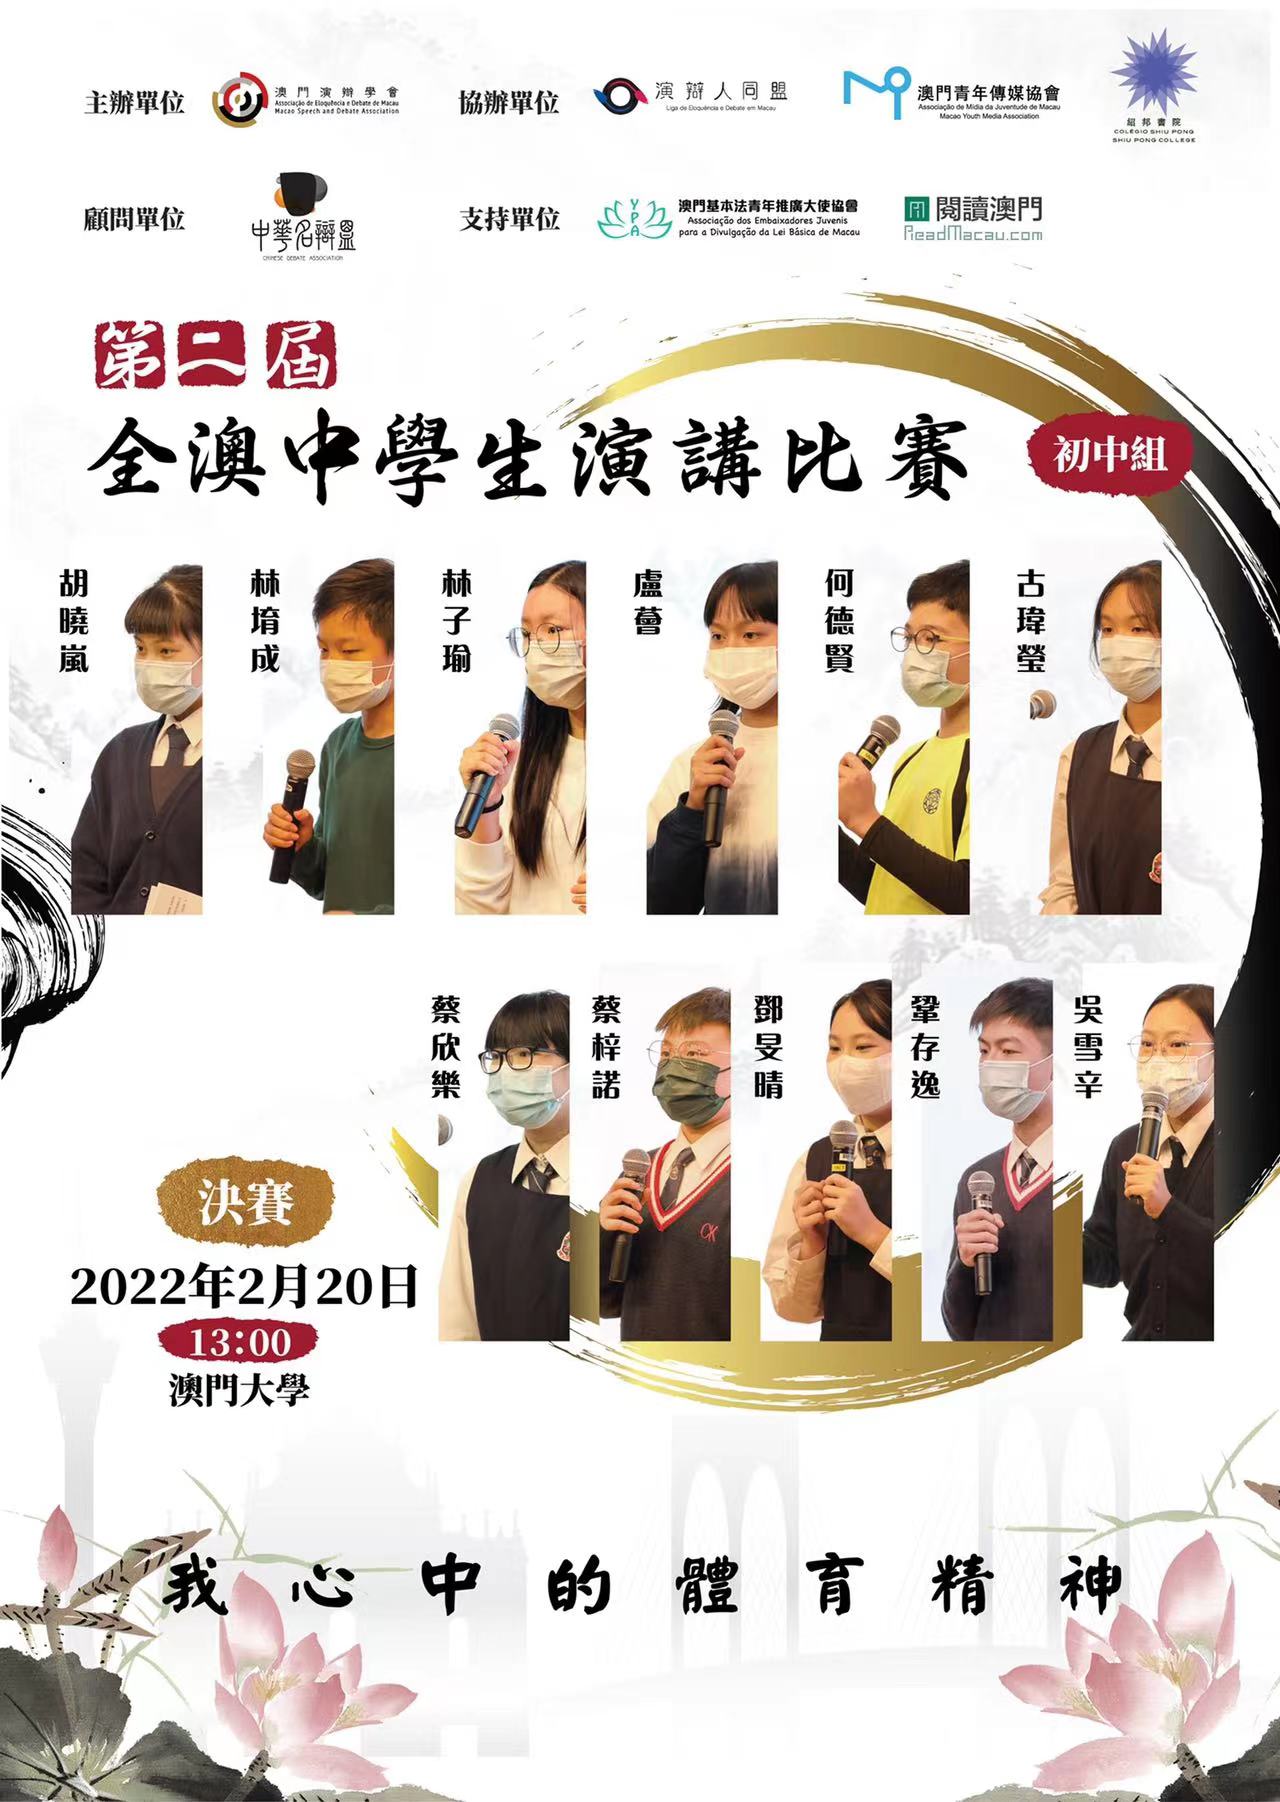 主辦單位
澳門演辯學會
Associação de Eloquência e Debate de Macau
Macao Speech and Debate Association
協辦單位
演辯人同盟
Liga de Eloquência e Debate em Macau
澳門青年傳媒協會
Associação de Mídia da Juventude de Macau
Macao Youth Media Association
紹邦書院
COLÉGIO SHIU PONG
SHIU PONG COLLEGE
顧問單位
中華名辯盟
CHINESE DEBATE ASSOCIATION
支持單位
YPA
澳門基本法青年推廣大使協會
Associação dos Embaixadores Juvenis
para a Divulgação da Lei Básica de Macau
閱讀澳門
ReadMacau.com
第二屆
全澳中學生演講比賽
初中組
胡曉嵐
林堉成
林子瑜
盧薈
何德賢
古瑋瑩
蔡欣樂
蔡梓諾
鄧旻晴
鞏存逸
吳雪辛
CK
決賽
2022年2月20日
13:00
澳門大學
我心中的體育精神